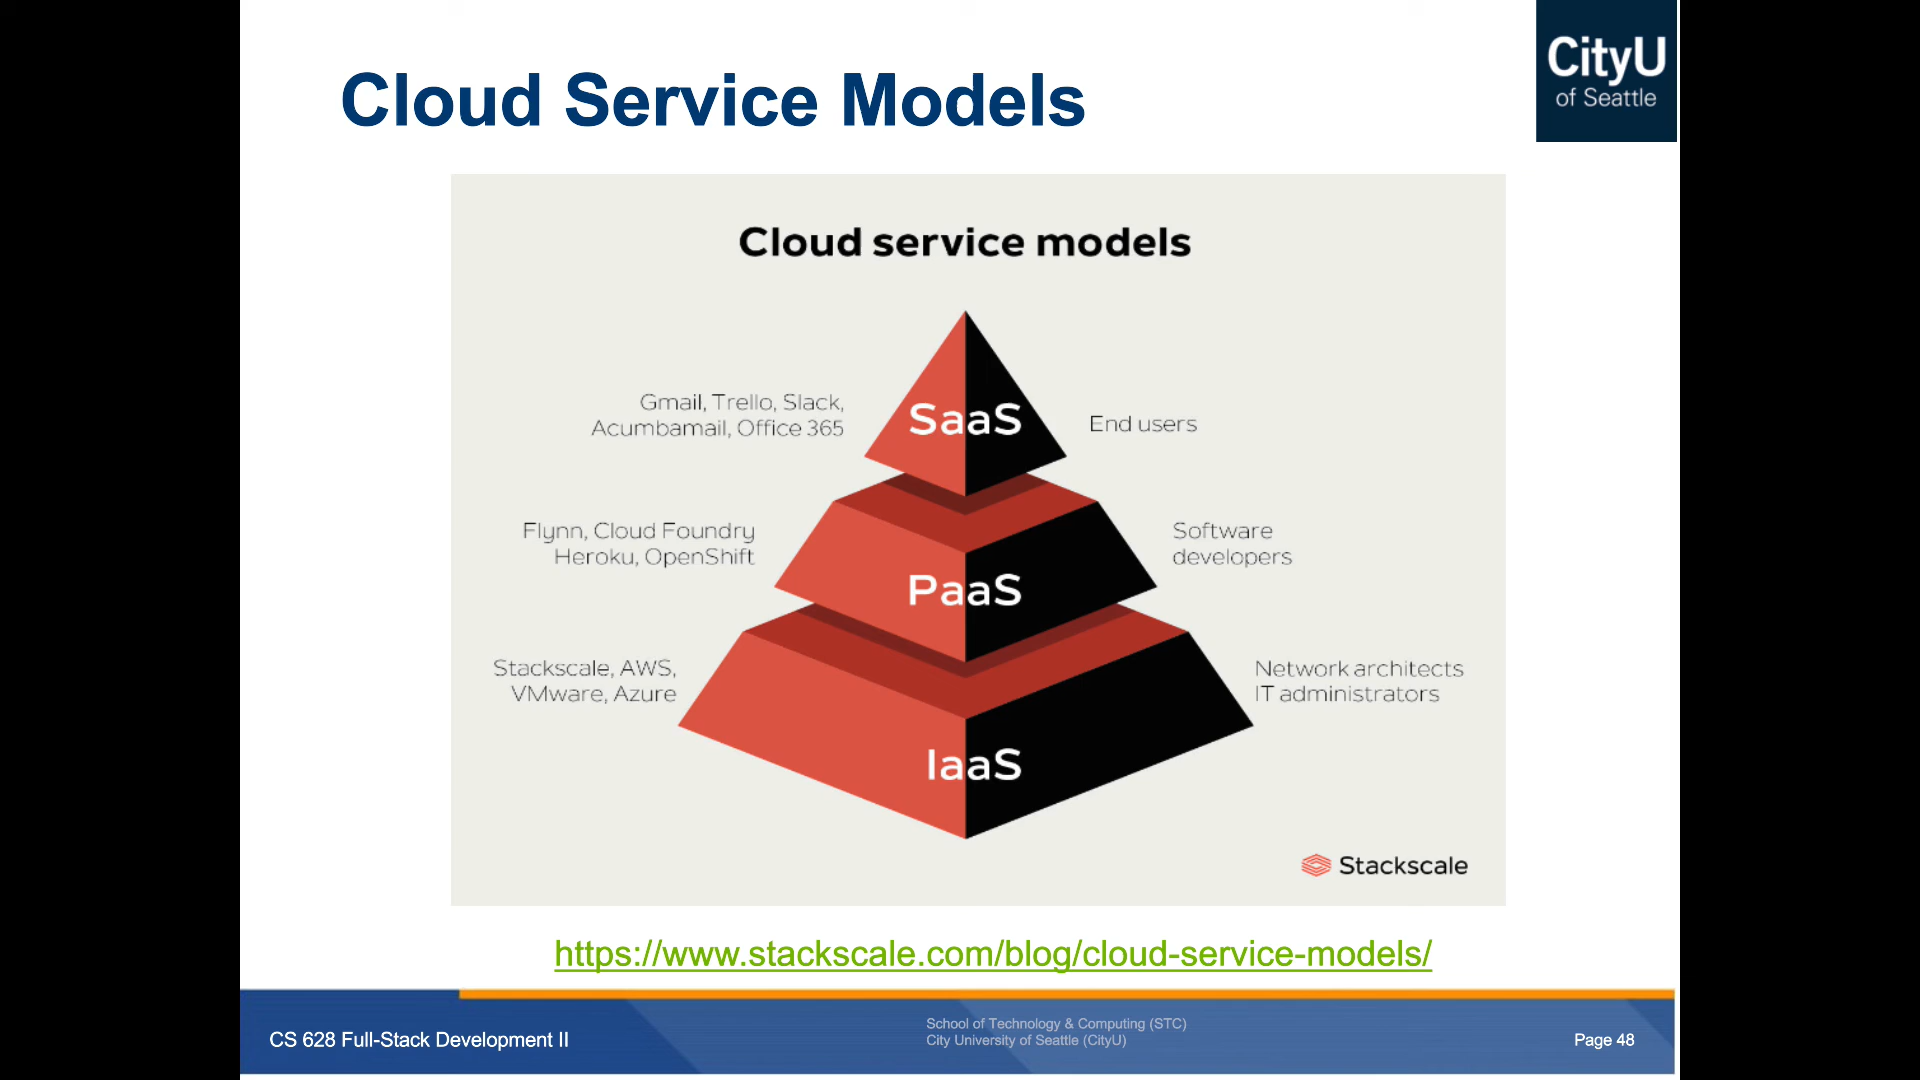 Cloud Service Models
CityU
of Seattle
Cloud service models
Gmail, Trello, Slack,
Acumbamail, Office 365
SaaS
End users
Flynn, Cloud Foundry
Heroku, OpenShift
PaaS
Software
developers
Stackscale, AWS,
VMware, Azure
IaaS
Network architects
IT administrators
Stackscale
https://www.stackscale.com/blog/cloud-service-models/
CS 628 Full-Stack Development II
School of Technology & Computing (STC)
City University of Seattle (CityU)
Page 48